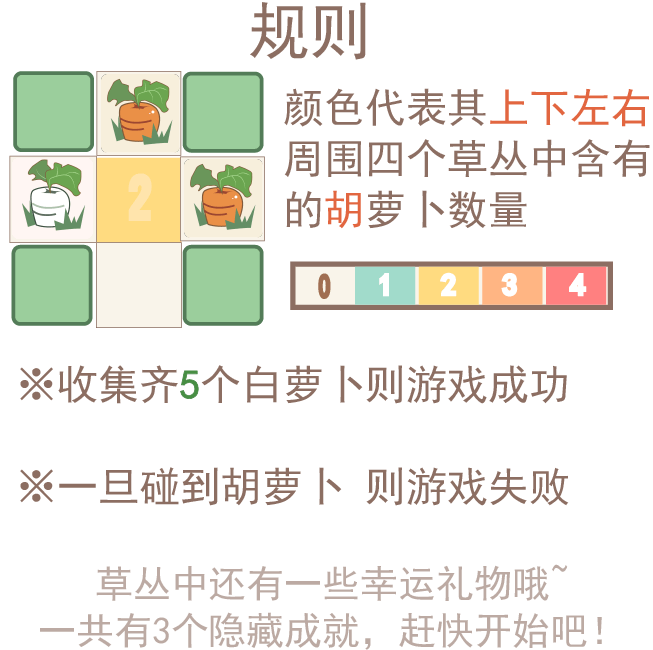 规则
颜色代表其上下左右
周围四个草丛中含有
的胡萝卜数量
2
0 1 2 3 4
※收集齐5个白萝卜则游戏成功
※一旦碰到胡萝卜 则游戏失败
草丛中还有一些幸运礼物哦~
一共有3个隐藏成就，赶快开始吧！